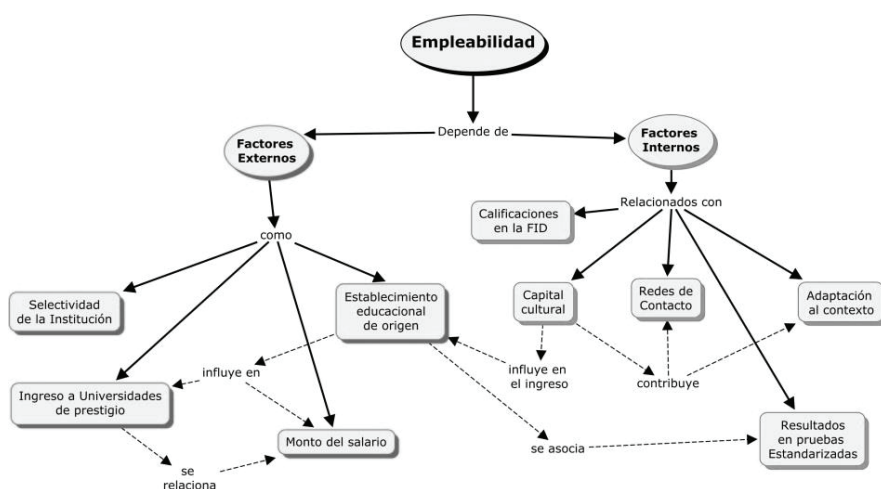 Empleabilidad
Depende de
Factores
Externos
Factores
Internos
Relacionados con
Calificaciones
en la FID
como
Selectividad
de la Institución
Establecimiento
educacional
de origen
Capital
cultural
Redes de
Contacto
Adaptación
al contexto
influye en
influye en
el ingreso
contribuye
Ingreso a Universidades
de prestigio
Monto del salario
se asocia
Resultados
en pruebas
Estandarizadas
se
relaciona